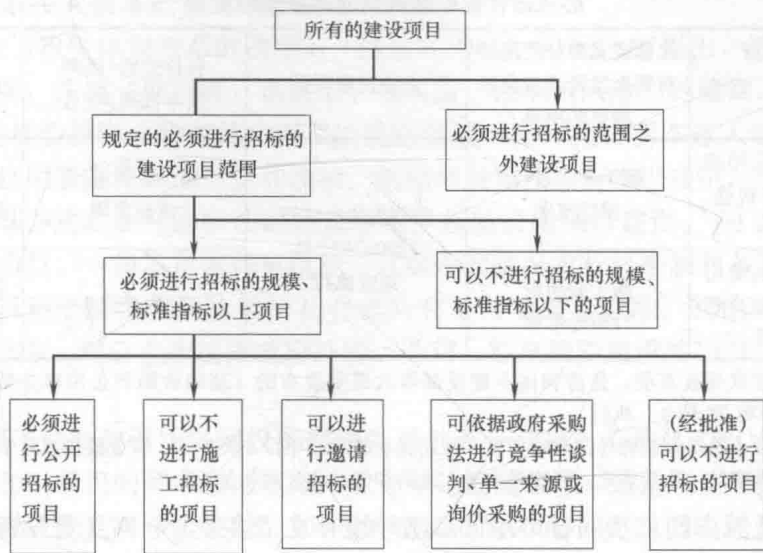 所有的建设项目
规定的必须进行招标的
建设项目范围
必须进行招标的范围之
外建设项目
必须进行招标的规模、
标准指标以上项目
可以不进行招标的规模、
标准指标以下的项目
必须进
行公开
招标的
项目
可以不
进行施
工招标
的项目
可以进
行邀请
招标的
项目
可依据政府采购
法进行竞争性谈
判、单一来源或
询价采购的项目
(经批准)
可以不进行
招标的项目